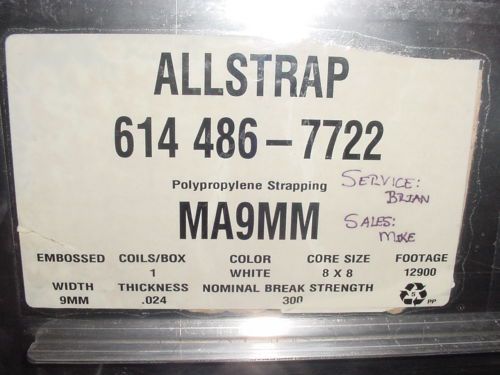 ALLSTRAP
614 486-7722
Polypropylene Strapping
SERVICE:
BRIAN
MA9MM
SALES:
MIKE
EMBOSSED COILS/BOX COLOR CORE SIZE FOOTAGE
1 WHITE 8 X 8 12900
WIDTH THICKNESS NOMINAL BREAK STRENGTH
9MM .024 300
5
PP